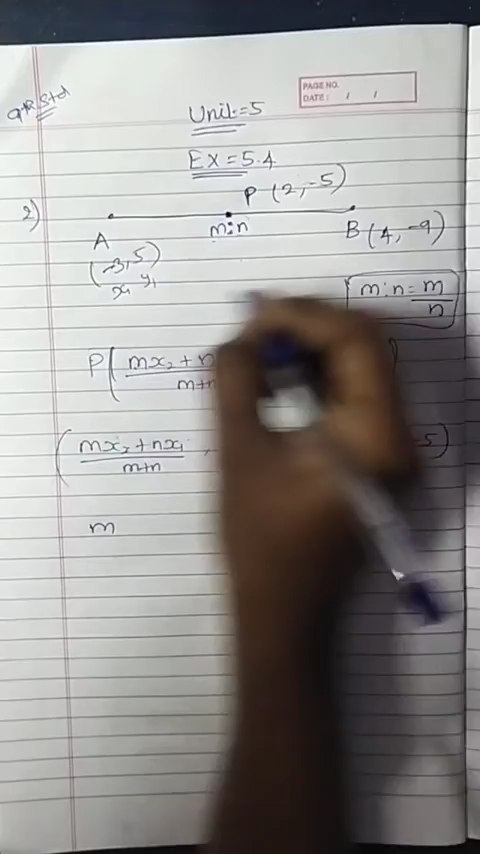 9th Std
PAGE NO.
DATE: / /
Unit=5
EX=5.4
P (2,-5)
2)
A m:n B (4,-9)
(-3,5)
x₁ y₁
m:n = m/n
P( mx₂ + n / m+n )
( mx₂ + nx₁ / m+n , -5)
m